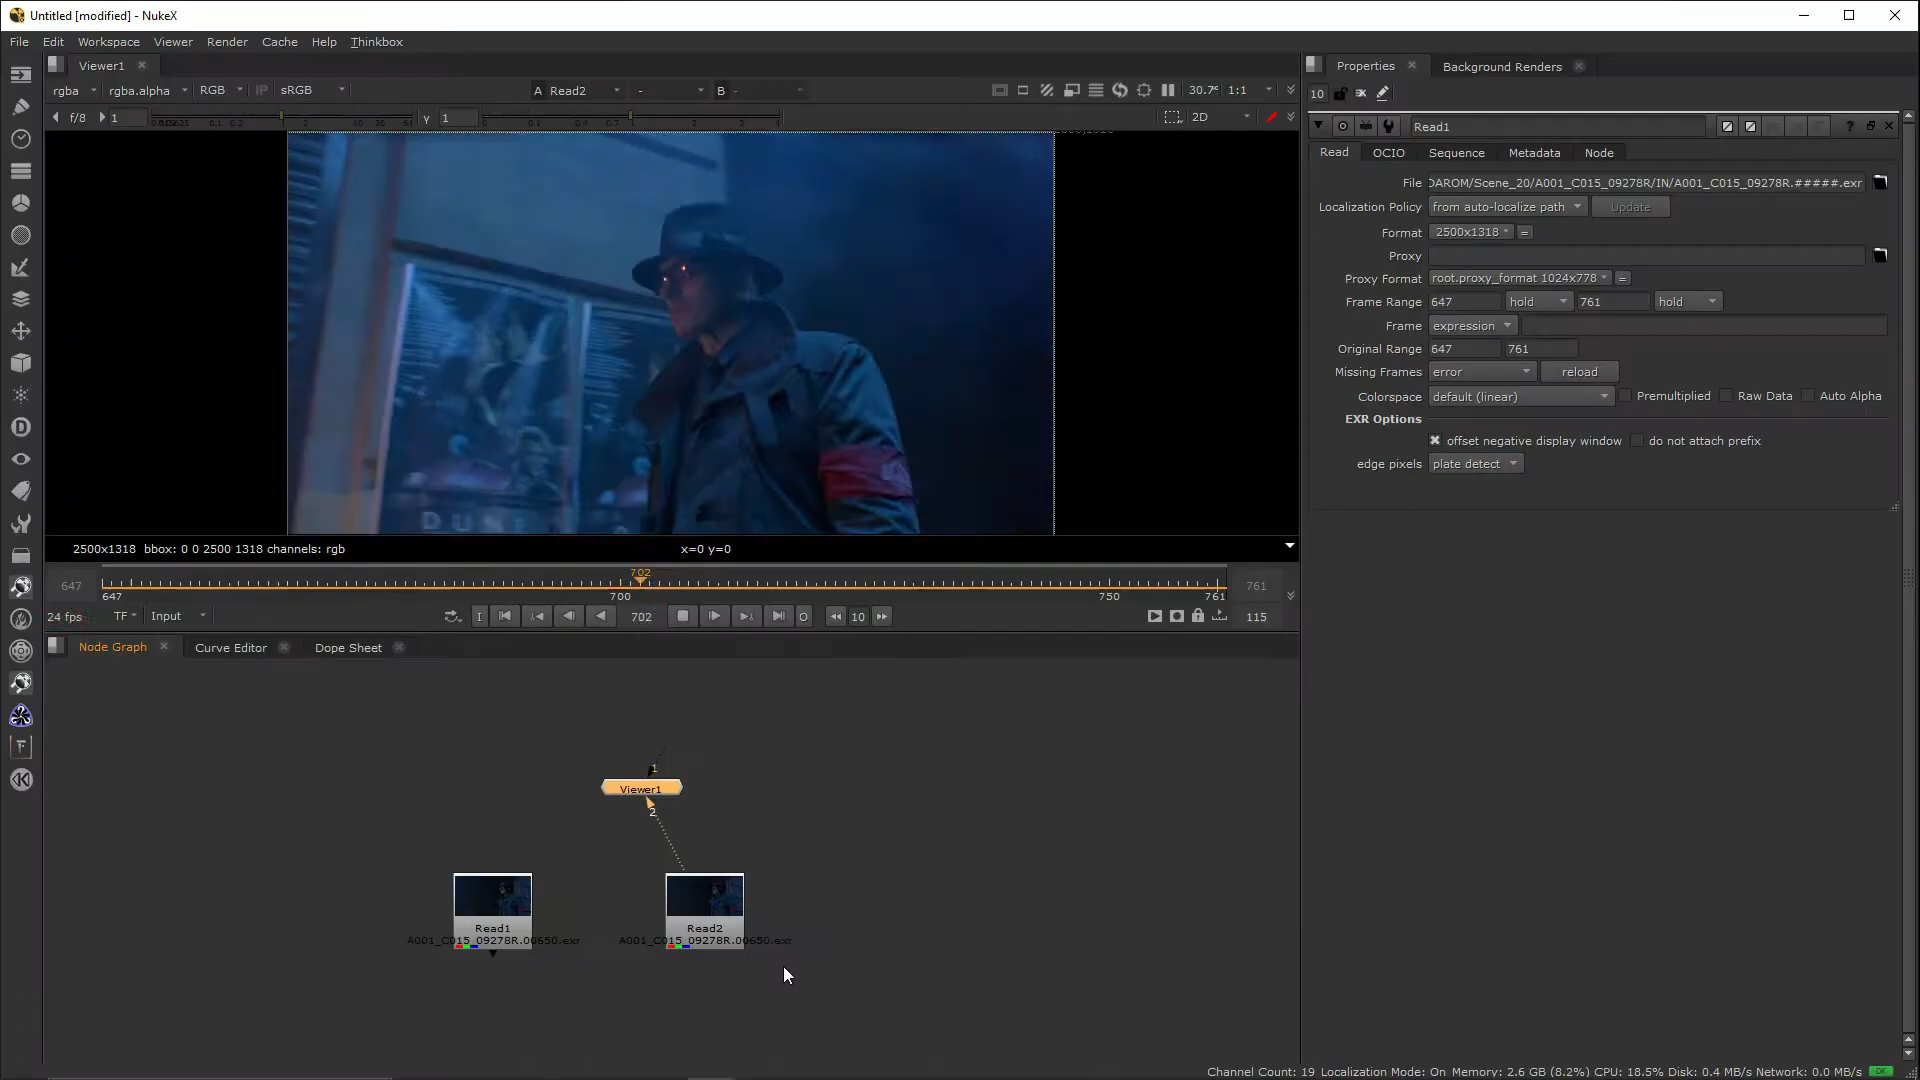 Untitled [modified] - NukeX
File Edit Workspace Viewer Render Cache Help Thinkbox
Viewer1
rgba rgba.alpha RGB IP sRGB A Read2 - B - 30.7 1:1
f/8 1 γ 1 2D
DUNE
2500x1318 bbox: 0 0 2500 1318 channels: rgb x=0 y=0
702
647 761
647 700 750 761
24 fps TF Input I 702 O 10 115
Node Graph Curve Editor Dope Sheet
1
Viewer1
2
Read1
A001_C015_09278R.00650.exr
Read2
A001_C015_09278R.00650.exr
Properties Background Renders
10
Read1
Read OCIO Sequence Metadata Node
File DAROM/Scene_20/A001_C015_09278R/IN/A001_C015_09278R.#####.exr
Localization Policy from auto-localize path Update
Format 2500x1318 =
Proxy
Proxy Format root.proxy_format 1024x778 =
Frame Range 647 hold 761 hold
Frame expression
Original Range 647 761
Missing Frames error reload
Colorspace default (linear) Premultiplied Raw Data Auto Alpha
EXR Options
offset negative display window do not attach prefix
edge pixels plate detect
Channel Count: 19 Localization Mode: On Memory: 2.6 GB (8.2%) CPU: 18.5% Disk: 0.4 MB/s Network: 0.0 MB/s OK